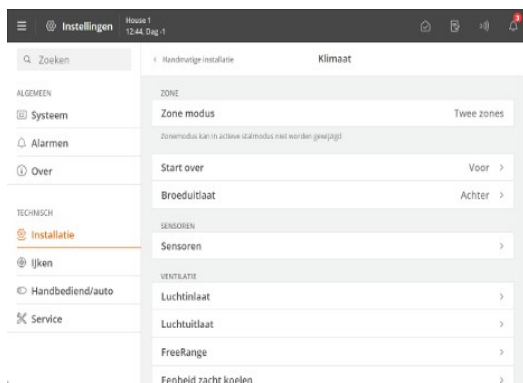 Instellingen
House 1
12:44, Dag -1
3
Zoeken
ALGEMEEN
Systeem
Alarmen
Over
TECHNISCH
Installatie
IJken
Handbediend/auto
Service
Handmatige installatie
Klimaat
ZONE
Zone modus Twee zones
Zonemodus kan in actieve stalmodus niet worden gewijzigd
Start over Voor
Broeduitlaat Achter
SENSOREN
Sensoren
VENTILATIE
Luchtinlaat
Luchtuitlaat
FreeRange
Eenheid zacht koelen